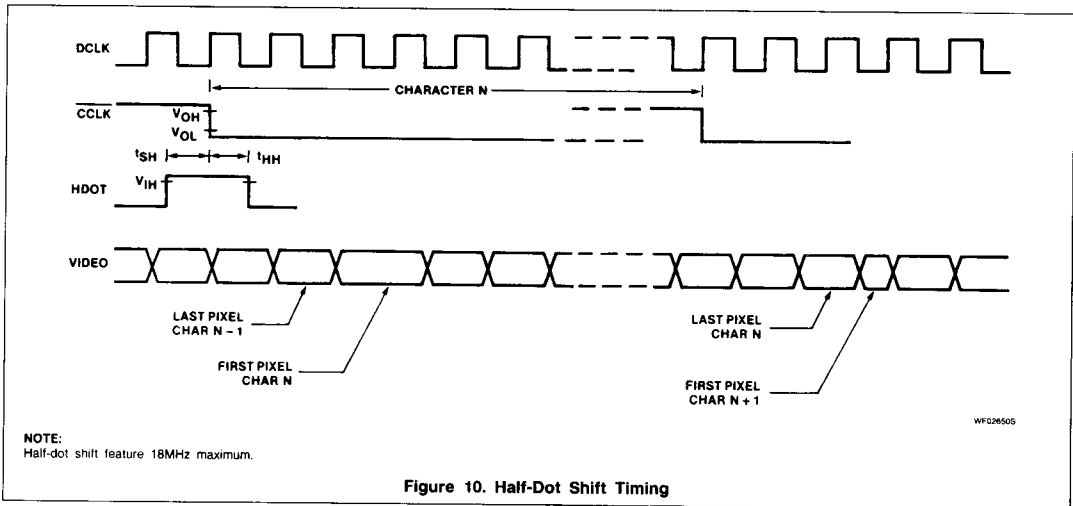 DCLK
CHARACTER N
CCLK
VOH
VOL
tSH
tHH
VIH
HDOT
VIDEO
LAST PIXEL
CHAR N - 1
FIRST PIXEL
CHAR N
LAST PIXEL
CHAR N
FIRST PIXEL
CHAR N + 1
WF02650S
NOTE:
Half-dot shift feature 18MHz maximum.
Figure 10. Half-Dot Shift Timing